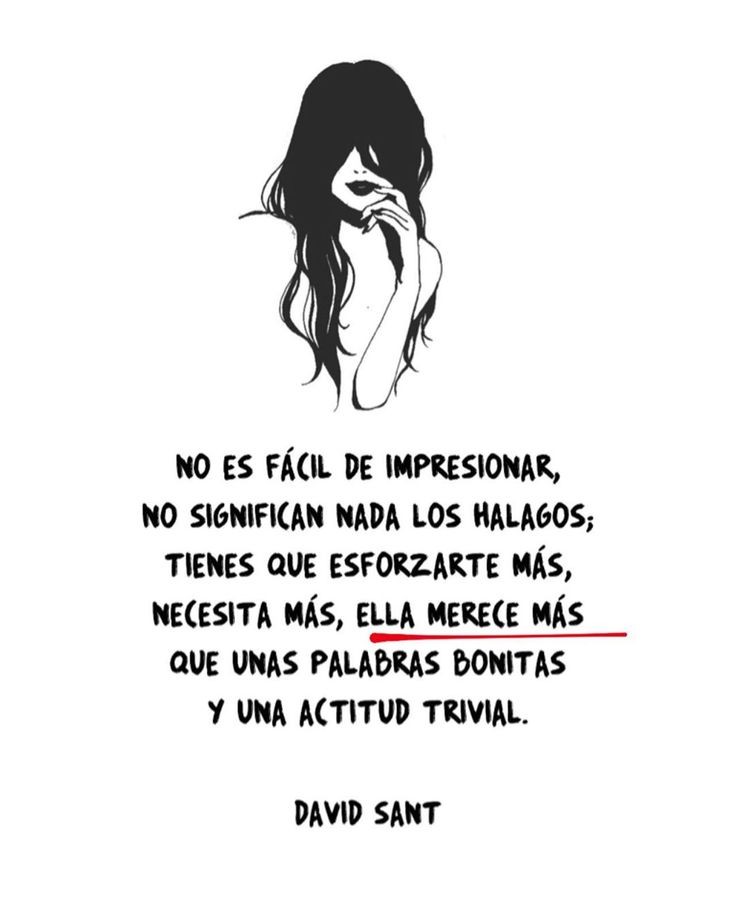 NO ES FÁCIL DE IMPRESIONAR,
NO SIGNIFICAN NADA LOS HALAGOS;
TIENES QUE ESFORZARTE MÁS,
NECESITA MÁS, ELLA MERECE MÁS
QUE UNAS PALABRAS BONITAS
Y UNA ACTITUD TRIVIAL.
DAVID SANT